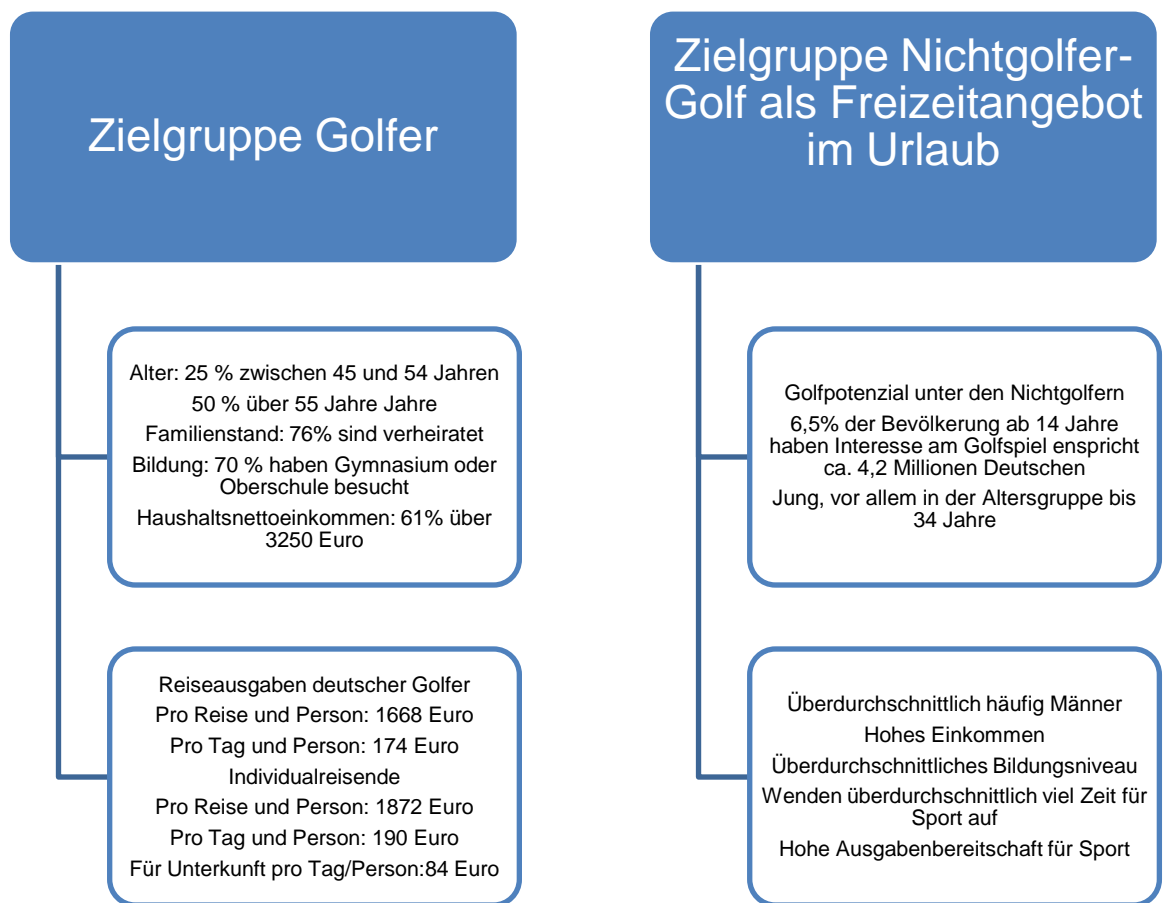 Zielgruppe Golfer
Alter: 25 % zwischen 45 und 54 Jahren
50 % über 55 Jahre Jahre
Familienstand: 76% sind verheiratet
Bildung: 70 % haben Gymnasium oder
Oberschule besucht
Haushaltsnettoeinkommen: 61% über
3250 Euro
Reiseausgaben deutscher Golfer
Pro Reise und Person: 1668 Euro
Pro Tag und Person: 174 Euro
Individualreisende
Pro Reise und Person: 1872 Euro
Pro Tag und Person: 190 Euro
Für Unterkunft pro Tag/Person:84 Euro
Zielgruppe Nichtgolfer-
Golf als Freizeitangebot
im Urlaub
Golfpotenzial unter den Nichtgolfern
6,5% der Bevölkerung ab 14 Jahre
haben Interesse am Golfspiel enspricht
ca. 4,2 Millionen Deutschen
Jung, vor allem in der Altersgruppe bis
34 Jahre
Überdurchschnittlich häufig Männer
Hohes Einkommen
Überdurchschnittliches Bildungsniveau
Wenden überdurchschnittlich viel Zeit für
Sport auf
Hohe Ausgabenbereitschaft für Sport